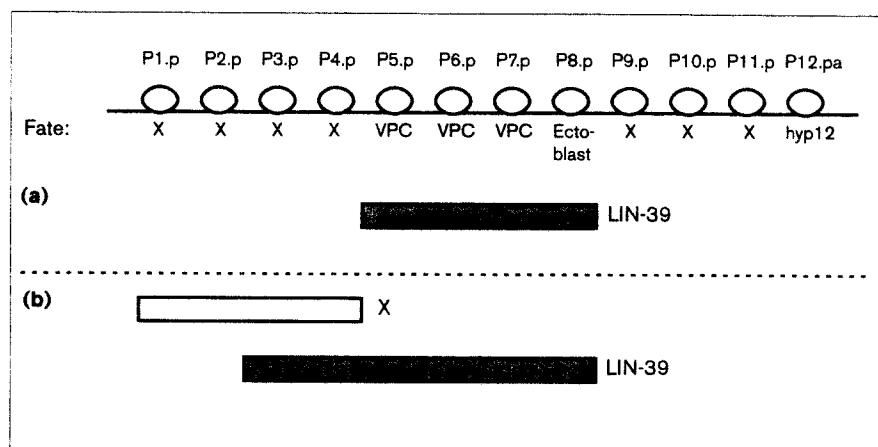 P1.p P2.p P3.p P4.p P5.p P6.p P7.p P8.p P9.p P10.p P11.p P12.pa
Fate: X X X X VPC VPC VPC Ecto- X X X hyp12
blast
(a)
LIN-39
(b)
X
LIN-39